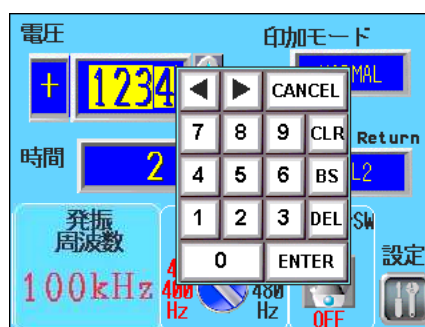 電圧
印加モード
+
1234
MAL
◀ ▶ CANCEL
7 8 9 CLR
Return
時間
2
4 5 6 BS
L2
1 2 3 DEL
SW
発振
周波数
設定
0 ENTER
100kHz
400
Hz
480
Hz
OFF